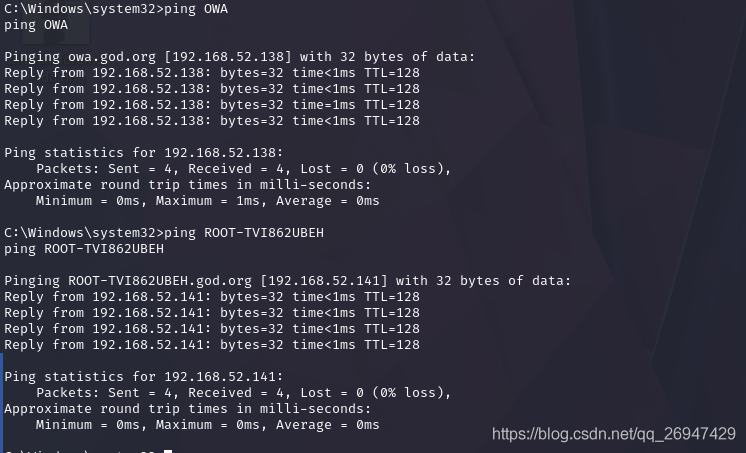 C:\Windows\system32>ping OWA
ping OWA
Pinging owa.god.org [192.168.52.138] with 32 bytes of data:
Reply from 192.168.52.138: bytes=32 time<1ms TTL=128
Reply from 192.168.52.138: bytes=32 time<1ms TTL=128
Reply from 192.168.52.138: bytes=32 time=1ms TTL=128
Reply from 192.168.52.138: bytes=32 time<1ms TTL=128
Ping statistics for 192.168.52.138:
    Packets: Sent = 4, Received = 4, Lost = 0 (0% loss),
Approximate round trip times in milli-seconds:
    Minimum = 0ms, Maximum = 1ms, Average = 0ms
C:\Windows\system32>ping ROOT-TVI862UBEH
ping ROOT-TVI862UBEH
Pinging ROOT-TVI862UBEH.god.org [192.168.52.141] with 32 bytes of data:
Reply from 192.168.52.141: bytes=32 time<1ms TTL=128
Reply from 192.168.52.141: bytes=32 time<1ms TTL=128
Reply from 192.168.52.141: bytes=32 time<1ms TTL=128
Reply from 192.168.52.141: bytes=32 time<1ms TTL=128
Ping statistics for 192.168.52.141:
    Packets: Sent = 4, Received = 4, Lost = 0 (0% loss),
Approximate round trip times in milli-seconds:
    Minimum = 0ms, Maximum = 0ms, Average = 0ms
https://blog.csdn.net/qq_26947429